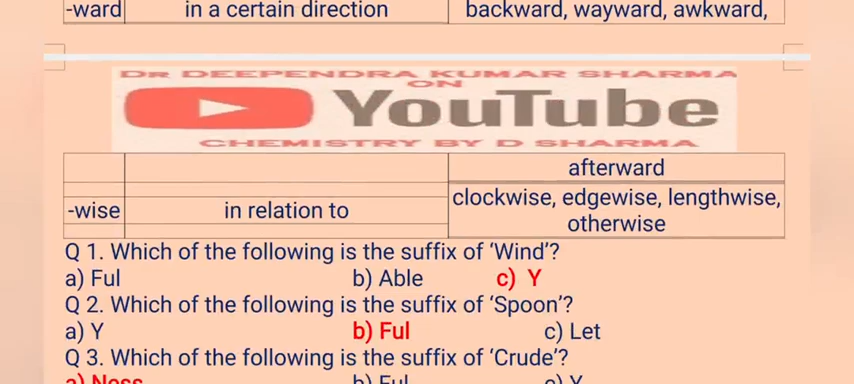 -ward in a certain direction backward, wayward, awkward,
DR DEEPENDRA KUMAR SHARMA
ON
YouTube
CHEMISTRY BY D SHARMA
afterward
-wise in relation to clockwise, edgewise, lengthwise,
otherwise
Q 1. Which of the following is the suffix of ‘Wind’?
a) Ful b) Able c) Y
Q 2. Which of the following is the suffix of ‘Spoon’?
a) Y b) Ful c) Let
Q 3. Which of the following is the suffix of ‘Crude’?
a) Ness b) Ful c) Y